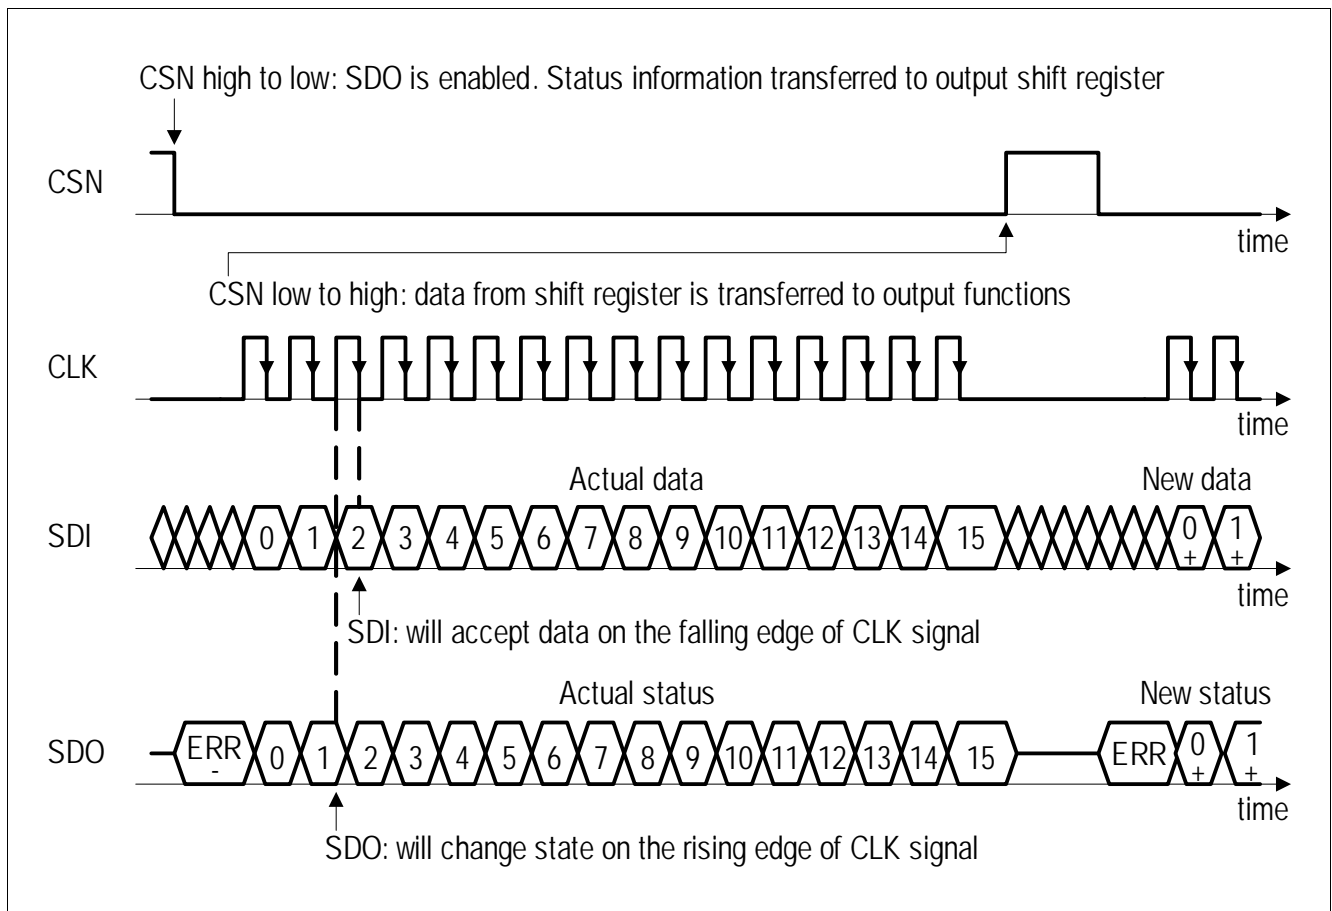 CSN high to low: SDO is enabled. Status information transferred to output shift register
CSN
time
CSN low to high: data from shift register is transferred to output functions
CLK
time
Actual data
New data
SDI
0 1 2 3 4 5 6 7 8 9 10 11 12 13 14 15 0 1
+ +
time
SDI: will accept data on the falling edge of CLK signal
Actual status
New status
SDO
ERR 0 1 2 3 4 5 6 7 8 9 10 11 12 13 14 15 ERR 0 1
- + +
time
SDO: will change state on the rising edge of CLK signal